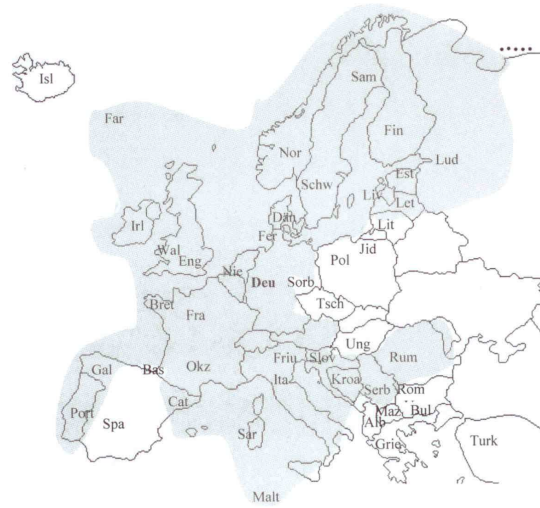 Isl
Sam
Far
Fin
Nor
Lud
Est
Schw
Liv
Let
Dän
Irl
Lit
Fer
Wal
Jid
Eng
Pol
Nie
Deu
Sorb
Tsch
Bret
Fra
Ung
Friu
Slov
Rum
Gal
Bas
Okz
Ita
Kroa
Serb
Rom
Cat
Port
Maz
Bul
Spa
Alb
Sar
Turk
Grie
Malt